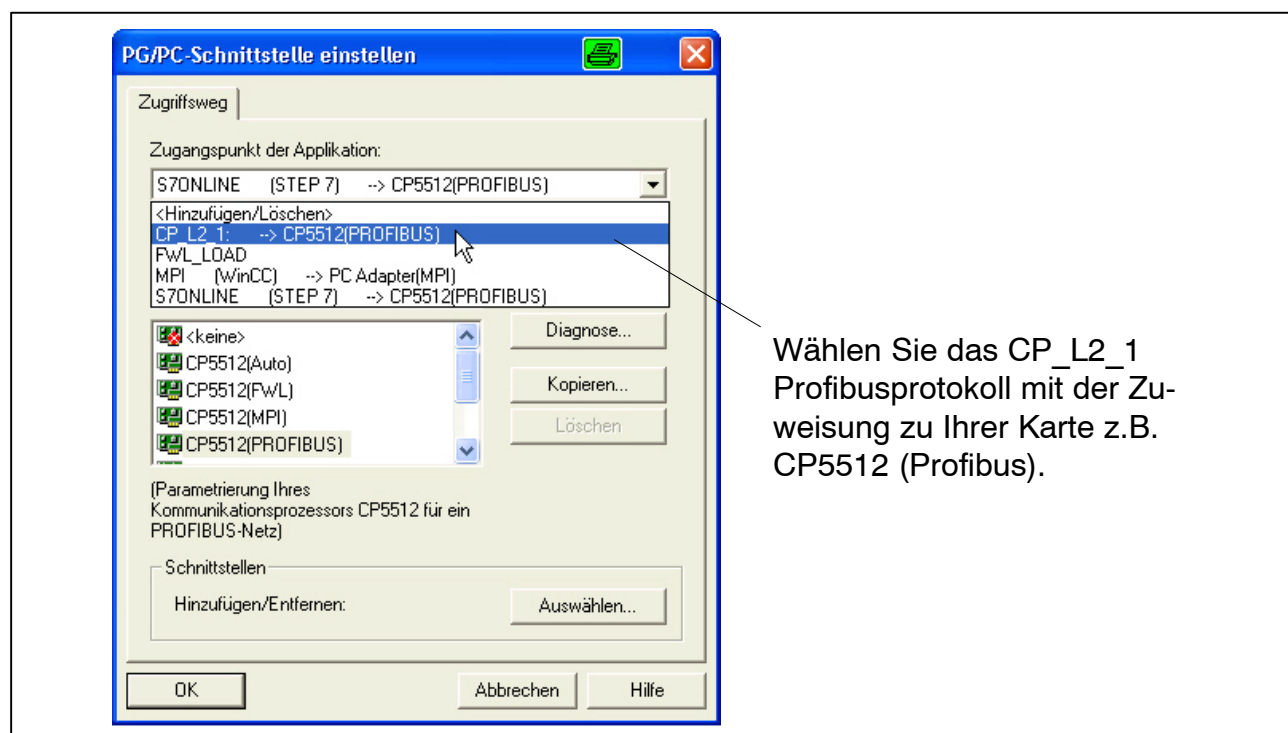 PG/PC-Schnittstelle einstellen
Zugriffsweg
Zugangspunkt der Applikation:
S7ONLINE (STEP 7) --> CP5512(PROFIBUS)
<Hinzufügen/Löschen>
CP_L2_1: --> CP5512(PROFIBUS)
FWL_LOAD
MPI (WinCC) --> PC Adapter(MPI)
S7ONLINE (STEP 7) --> CP5512(PROFIBUS)
<keine>
CP5512(Auto)
CP5512(FWL)
CP5512(MPI)
CP5512(PROFIBUS)
Diagnose...
Kopieren...
Löschen
(Parametrierung Ihres
Kommunikationsprozessors CP5512 für ein
PROFIBUS-Netz)
Schnittstellen
Hinzufügen/Entfernen:
Auswählen...
OK
Abbrechen
Hilfe
Wählen Sie das CP_L2_1
Profibusprotokoll mit der Zu-
weisung zu Ihrer Karte z.B.
CP5512 (Profibus).